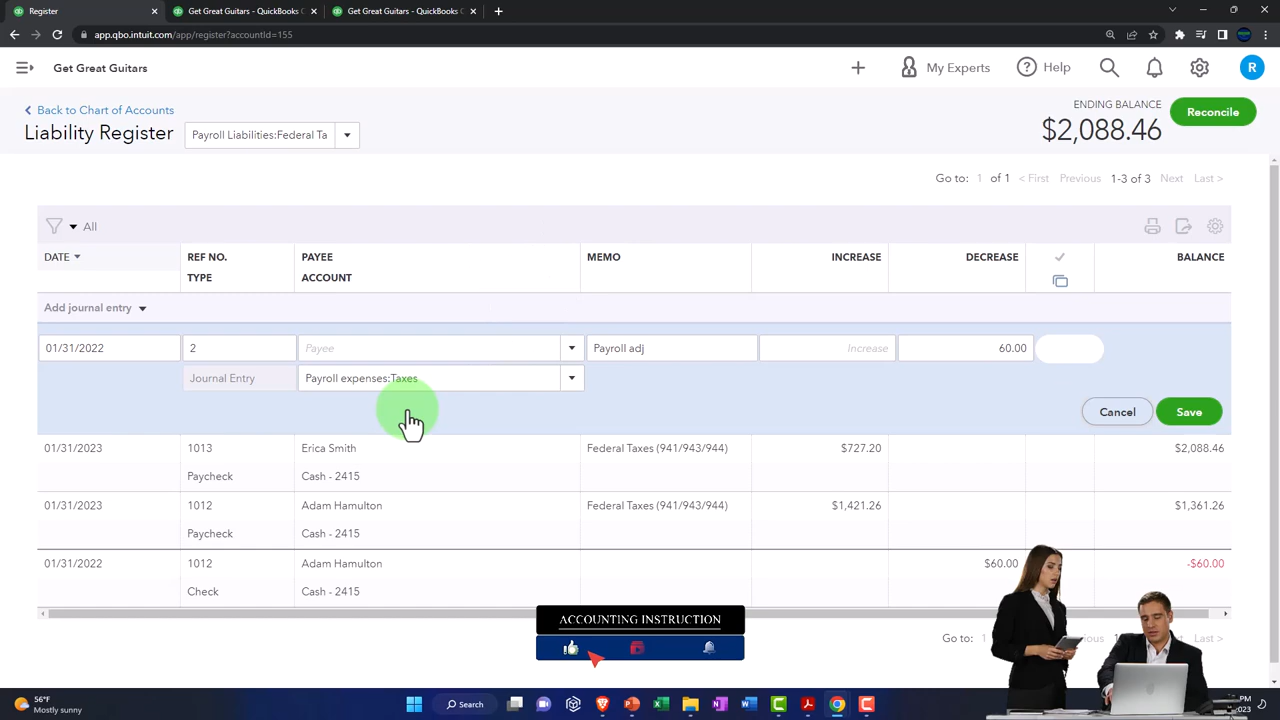 Register
Get Great Guitars - QuickBooks C
Get Great Guitars - QuickBooks C
app.qbo.intuit.com/app/register?accountId=155
Get Great Guitars
My Experts
Help
R
Back to Chart of Accounts
Liability Register
Payroll Liabilities:Federal Ta
ENDING BALANCE
$2,088.46
Reconcile
Go to: 1 of 1 < First Previous 1-3 of 3 Next Last >
All
DATE REF NO. PAYEE MEMO INCREASE DECREASE BALANCE
TYPE ACCOUNT
Add journal entry
01/31/2022 2 Payee Payroll adj Increase 60.00
Journal Entry Payroll expenses:Taxes
Cancel Save
01/31/2023 1013 Erica Smith Federal Taxes (941/943/944) $727.20 $2,088.46
Paycheck Cash - 2415
01/31/2023 1012 Adam Hamulton Federal Taxes (941/943/944) $1,421.26 $1,361.26
Paycheck Cash - 2415
01/31/2022 1012 Adam Hamulton $60.00 -$60.00
Check Cash - 2415
ACCOUNTING INSTRUCTION
Go to: 1 Last >
56°F
Mostly sunny
Search